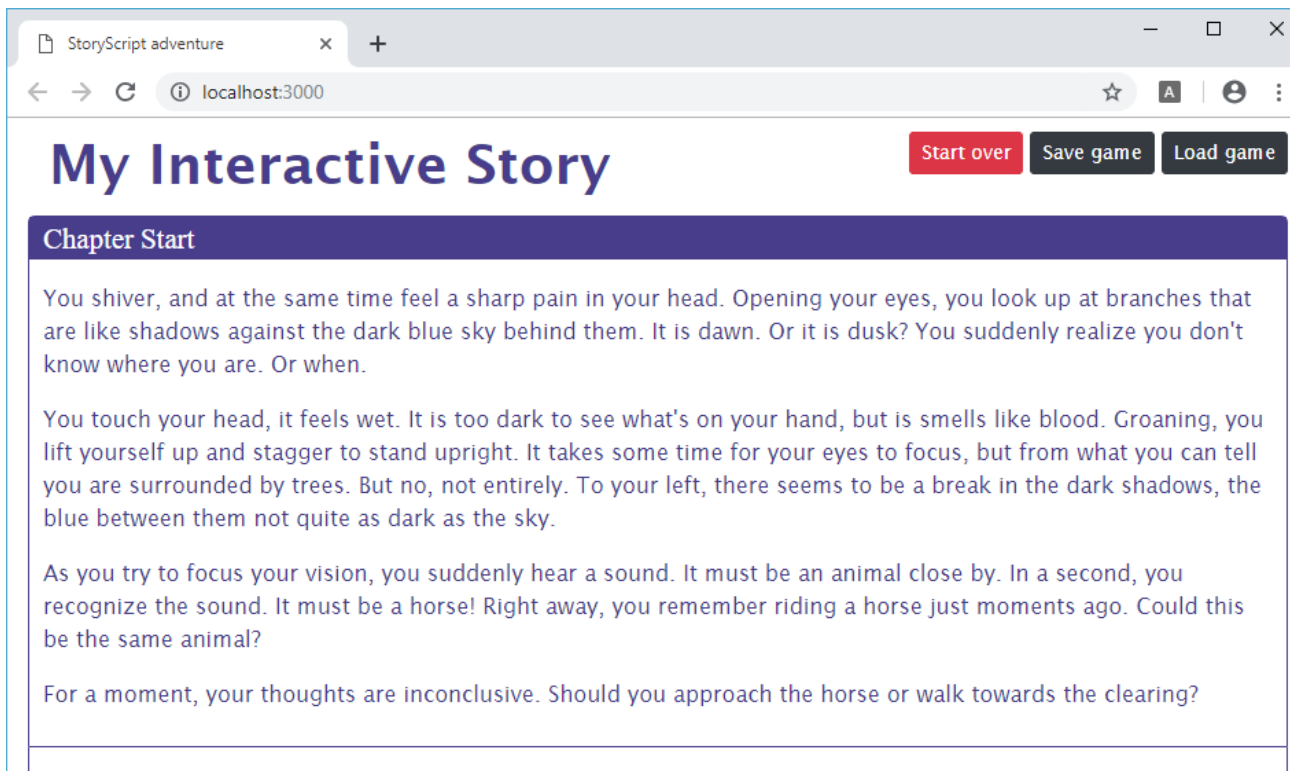 StoryScript adventure
localhost:3000
A
My Interactive Story
Start over Save game Load game
Chapter Start
You shiver, and at the same time feel a sharp pain in your head. Opening your eyes, you look up at branches that
are like shadows against the dark blue sky behind them. It is dawn. Or it is dusk? You suddenly realize you don't
know where you are. Or when.
You touch your head, it feels wet. It is too dark to see what's on your hand, but is smells like blood. Groaning, you
lift yourself up and stagger to stand upright. It takes some time for your eyes to focus, but from what you can tell
you are surrounded by trees. But no, not entirely. To your left, there seems to be a break in the dark shadows, the
blue between them not quite as dark as the sky.
As you try to focus your vision, you suddenly hear a sound. It must be an animal close by. In a second, you
recognize the sound. It must be a horse! Right away, you remember riding a horse just moments ago. Could this
be the same animal?
For a moment, your thoughts are inconclusive. Should you approach the horse or walk towards the clearing?